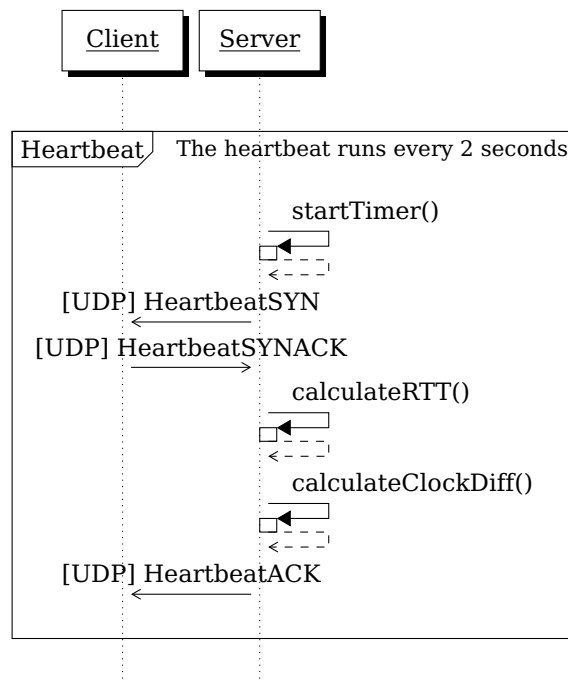 Client
Server
Heartbeat
The heartbeat runs every 2 seconds
startTimer()
[UDP] HeartbeatSYN
[UDP] HeartbeatSYNACK
calculateRTT()
calculateClockDiff()
[UDP] HeartbeatACK